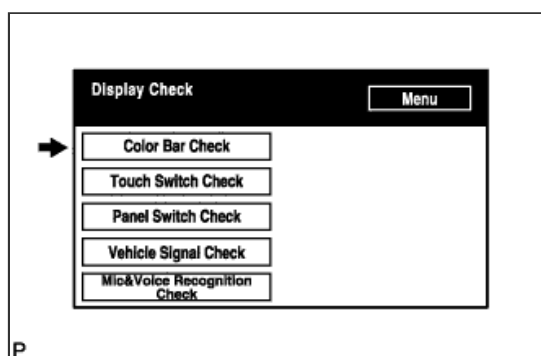 Display Check
Menu
Color Bar Check
Touch Switch Check
Panel Switch Check
Vehicle Signal Check
Mic&Voice Recognition
Check
P